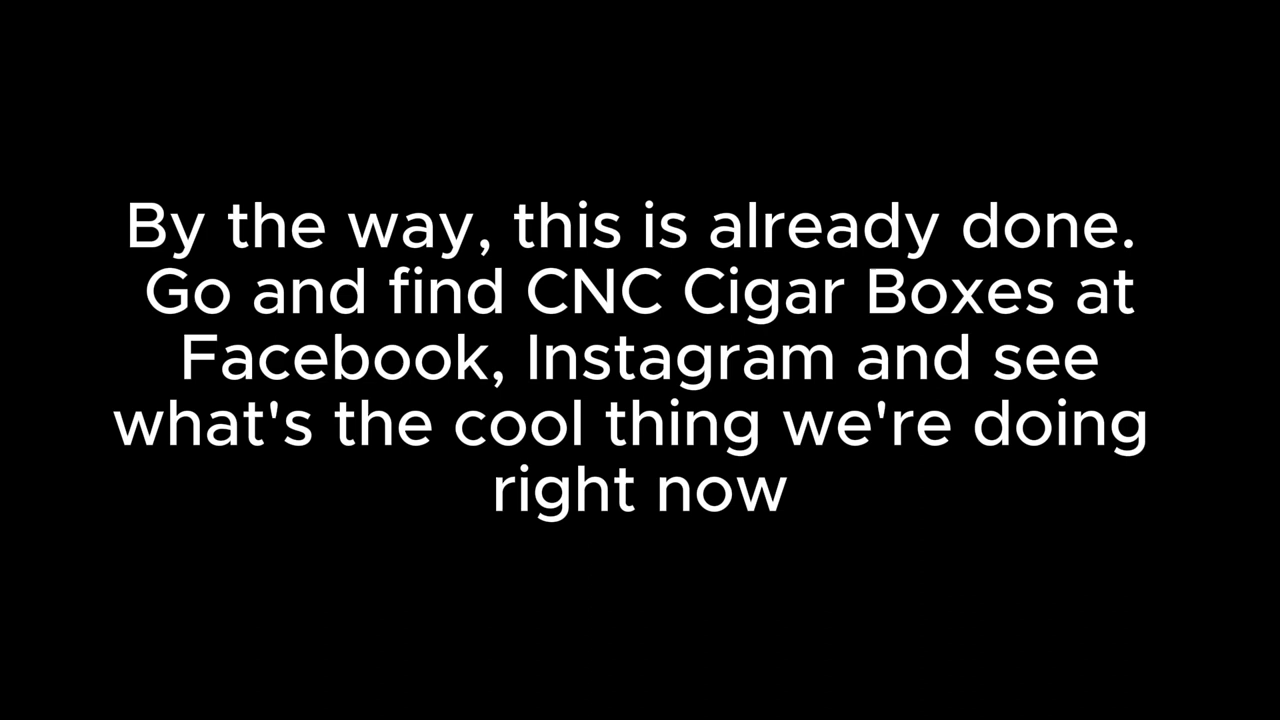 By the way, this is already done.
Go and find CNC Cigar Boxes at
Facebook, Instagram and see
what's the cool thing we're doing
right now